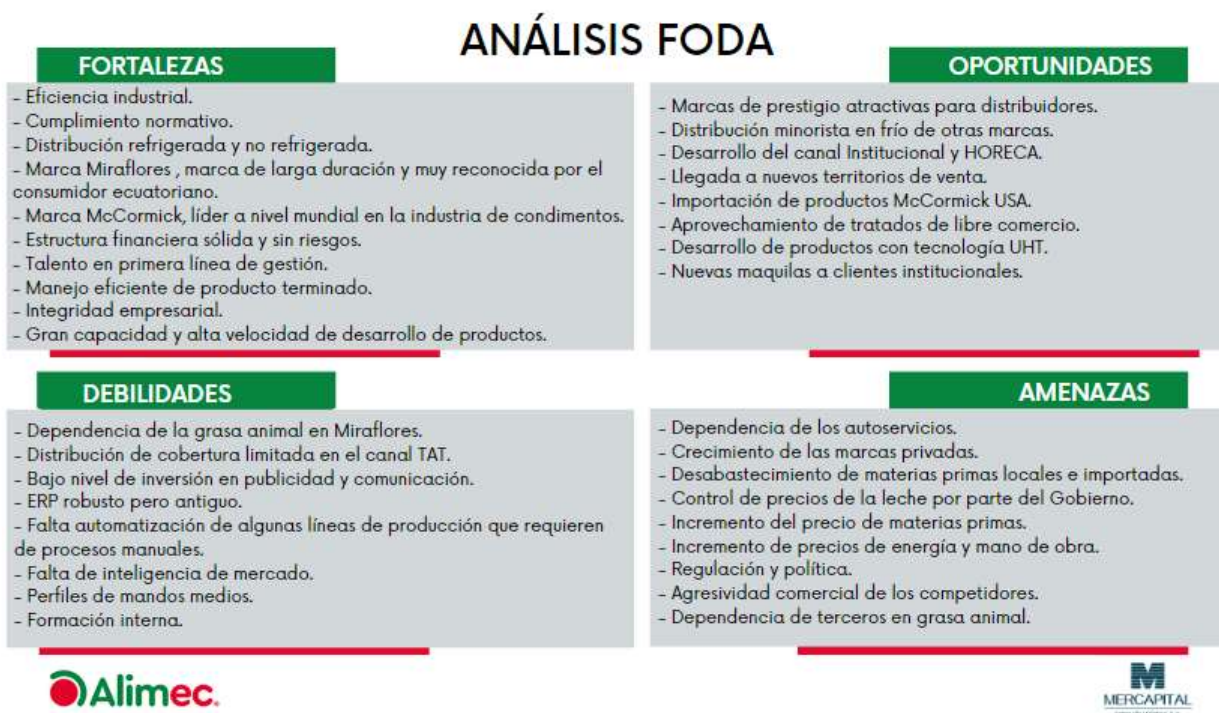 ANÁLISIS FODA
FORTALEZAS
- Eficiencia industrial.
- Cumplimiento normativo.
- Distribución refrigerada y no refrigerada.
- Marca Miraflores , marca de larga duración y muy reconocida por el
consumidor ecuatoriano.
- Marca McCormick, líder a nivel mundial en la industria de condimentos.
- Estructura financiera sólida y sin riesgos.
- Talento en primera línea de gestión.
- Manejo eficiente de producto terminado.
- Integridad empresarial.
- Gran capacidad y alta velocidad de desarrollo de productos.
OPORTUNIDADES
- Marcas de prestigio atractivas para distribuidores.
- Distribución minorista en frío de otras marcas.
- Desarrollo del canal Institucional y HORECA.
- Llegada a nuevos territorios de venta.
- Importación de productos McCormick USA.
- Aprovechamiento de tratados de libre comercio.
- Desarrollo de productos con tecnología UHT.
- Nuevas maquilas a clientes institucionales.
DEBILIDADES
- Dependencia de la grasa animal en Miraflores.
- Distribución de cobertura limitada en el canal TAT.
- Bajo nivel de inversión en publicidad y comunicación.
- ERP robusto pero antiguo.
- Falta automatización de algunas líneas de producción que requieren
de procesos manuales.
- Falta de inteligencia de mercado.
- Perfiles de mandos medios.
- Formación interna.
AMENAZAS
- Dependencia de los autoservicios.
- Crecimiento de las marcas privadas.
- Desabastecimiento de materias primas locales e importadas.
- Control de precios de la leche por parte del Gobierno.
- Incremento del precio de materias primas.
- Incremento de precios de energía y mano de obra.
- Regulación y política.
- Agresividad comercial de los competidores.
- Dependencia de terceros en grasa animal.
Alimec.
MERCAPITAL